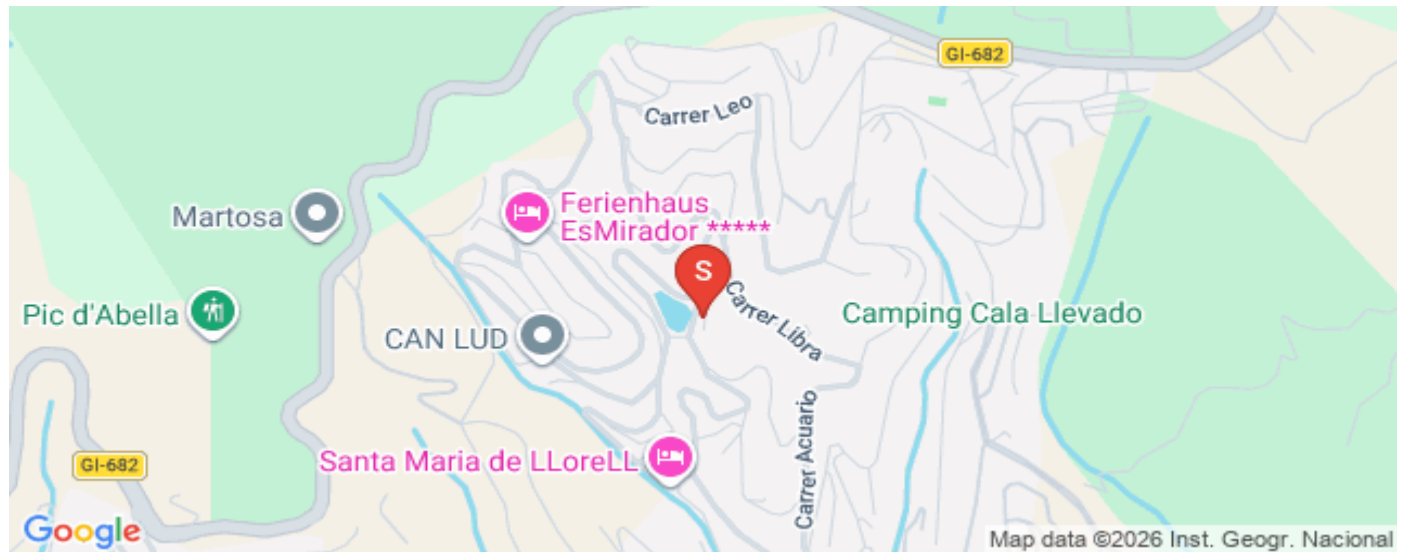 GI-682
Carrer Leo
Martosa
Ferienhaus
EsMirador *****
S
Pic d'Abella
Carrer Libra
Camping Cala Llevado
CAN LUD
Carrer Acuario
Santa Maria de LLoreLL
GI-682
Google
Map data ©2026 Inst. Geogr. Nacional